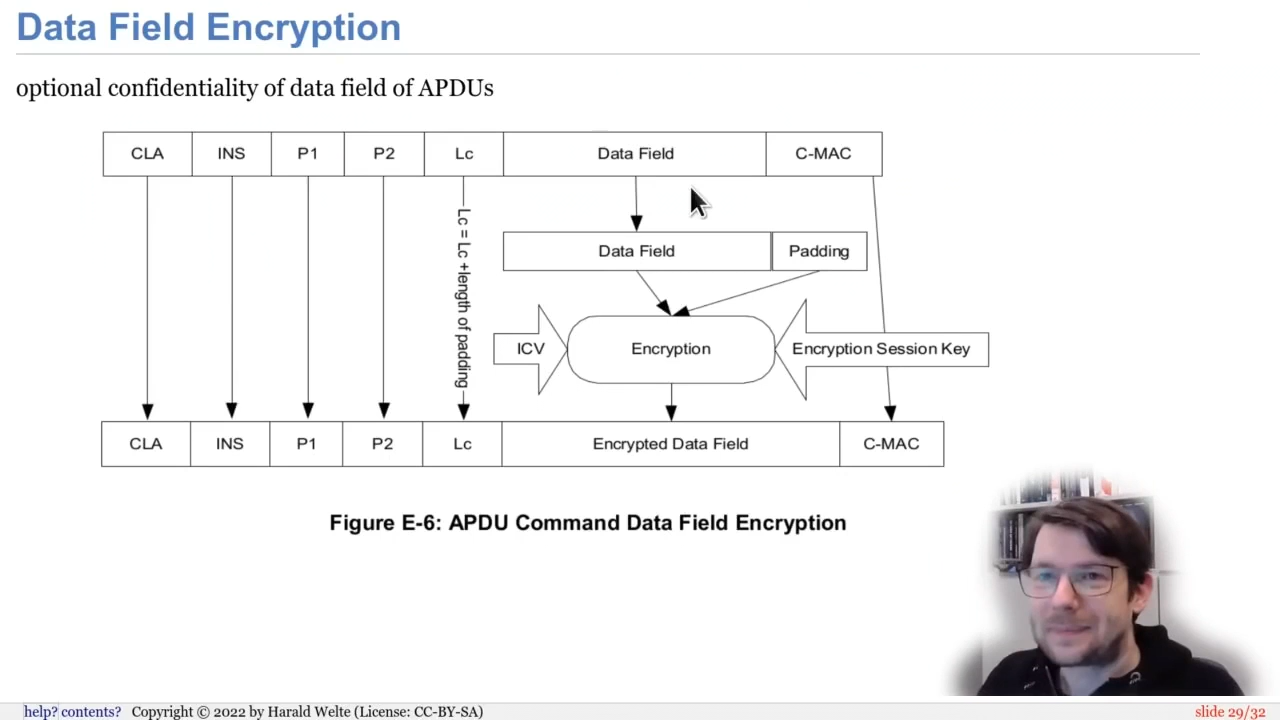 Data Field Encryption
optional confidentiality of data field of APDUs
CLA INS P1 P2 Lc Data Field C-MAC
Lc = Lc +length of padding
Data Field Padding
ICV Encryption Encryption Session Key
CLA INS P1 P2 Lc Encrypted Data Field C-MAC
Figure E-6: APDU Command Data Field Encryption
help? contents? Copyright © 2022 by Harald Welte (License: CC-BY-SA) slide 29/32